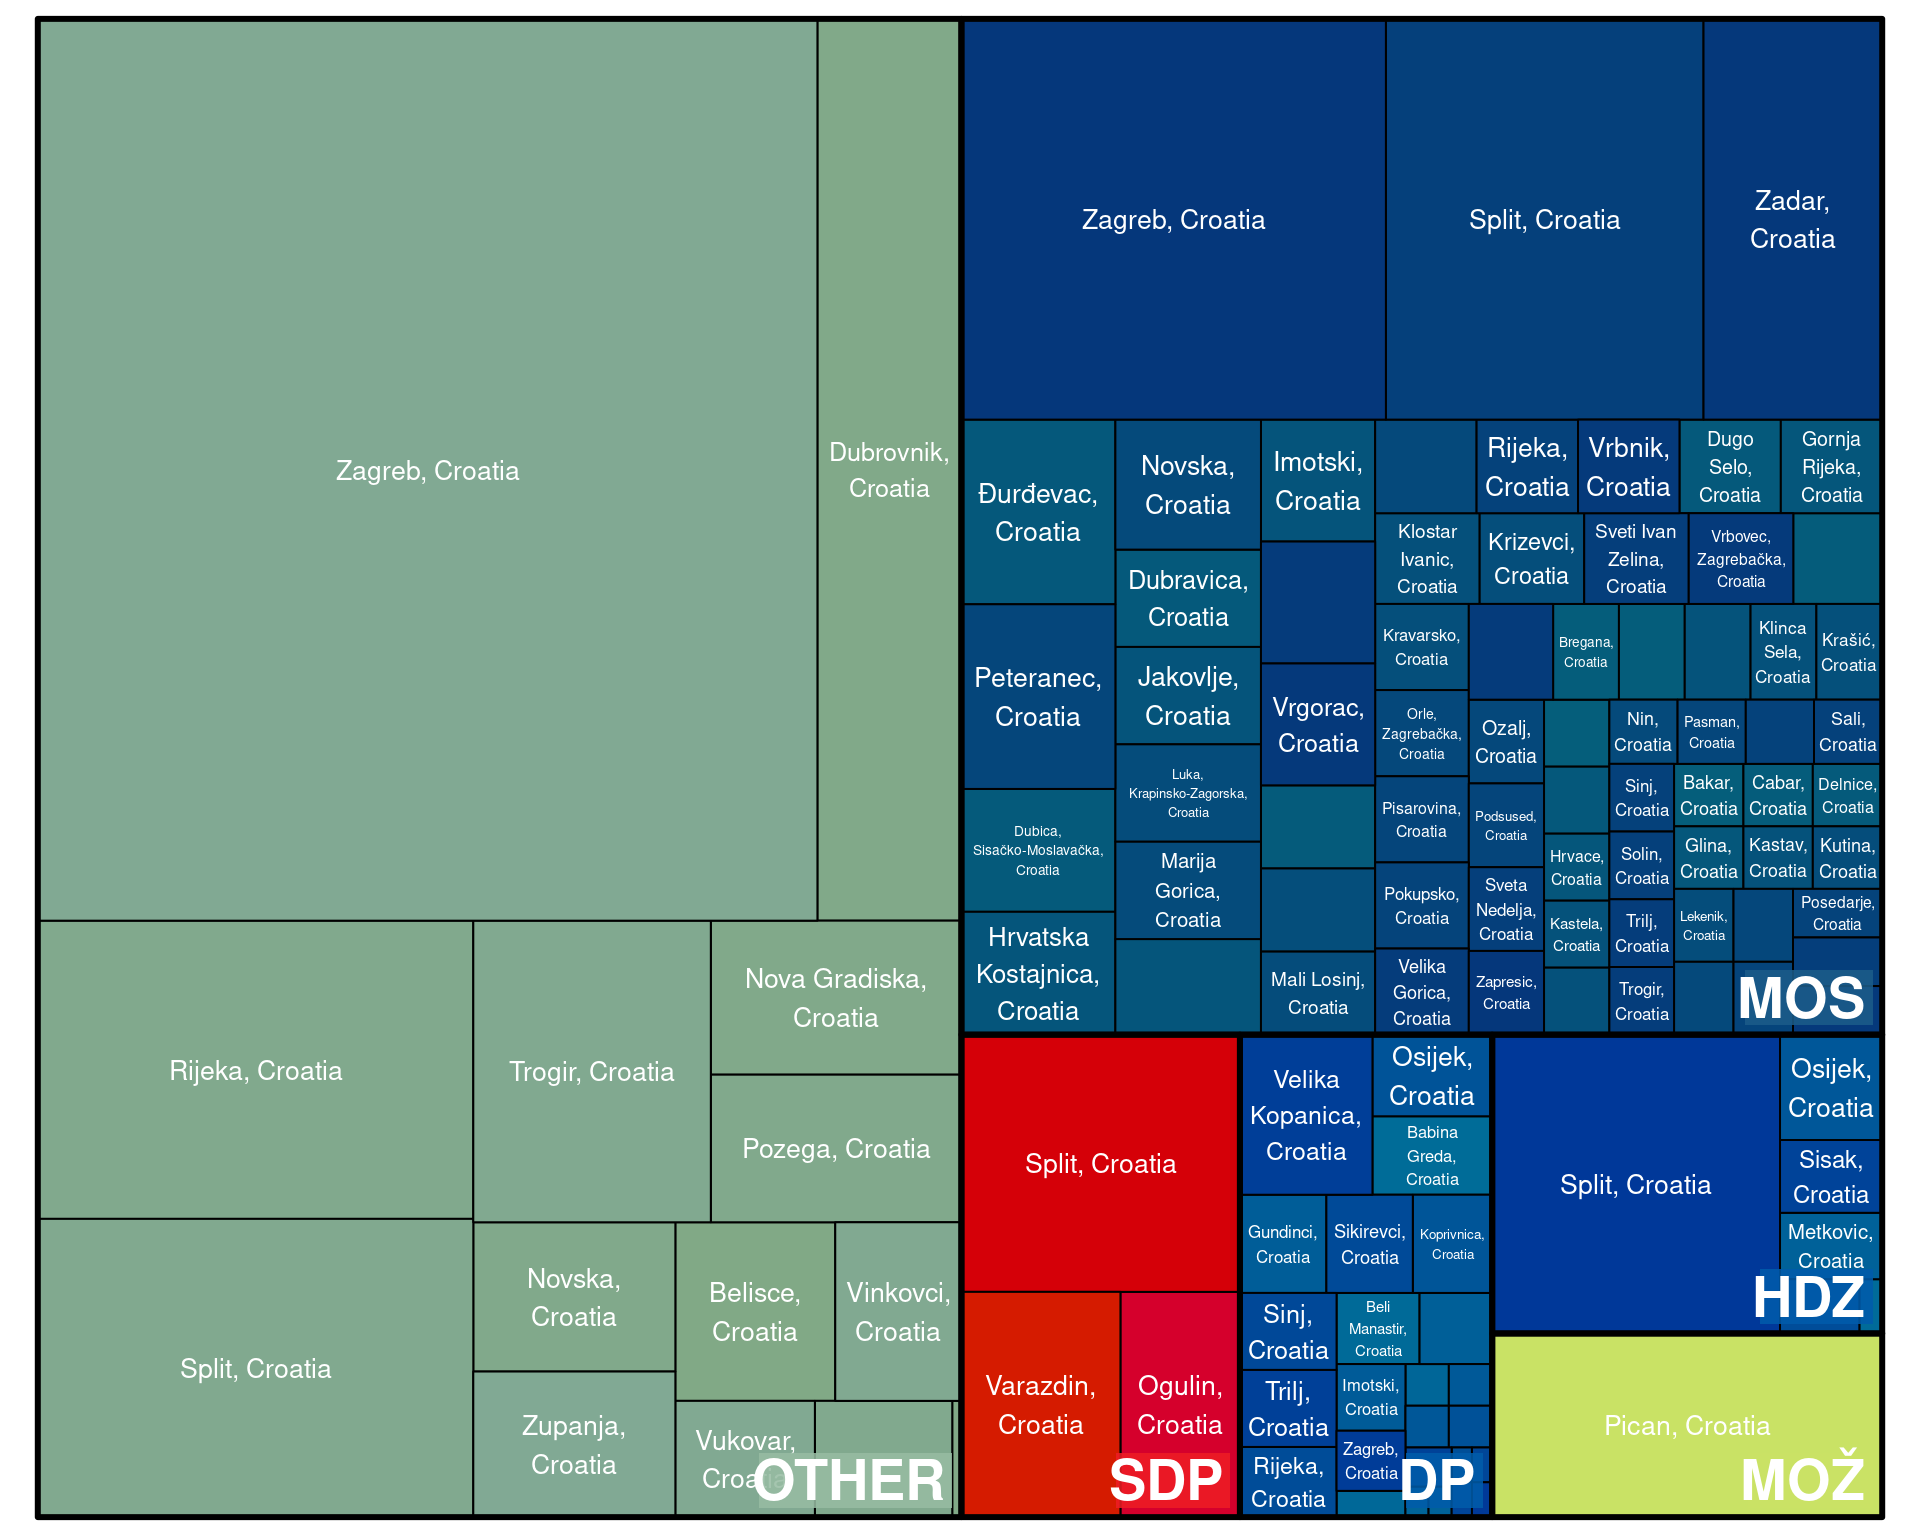 Zagreb, Croatia
Dubrovnik,
Croatia
Rijeka, Croatia
Split, Croatia
Trogir, Croatia
Nova Gradiska,
Croatia
Pozega, Croatia
Novska,
Croatia
Zupanja,
Croatia
Belisce,
Croatia
Vinkovci,
Croatia
Vukovar,
Croatia
OTHER
Zagreb, Croatia
Split, Croatia
Zadar,
Croatia
Đurđevac,
Croatia
Peteranec,
Croatia
Dubica,
Sisačko-Moslavačka,
Croatia
Hrvatska
Kostajnica,
Croatia
Novska,
Croatia
Dubravica,
Croatia
Jakovlje,
Croatia
Luka,
Krapinsko-Zagorska,
Croatia
Marija
Gorica,
Croatia
Imotski,
Croatia
Vrgorac,
Croatia
Mali Losinj,
Croatia
Rijeka,
Croatia
Vrbnik,
Croatia
Dugo
Selo,
Croatia
Gornja
Rijeka,
Croatia
Klostar
Ivanic,
Croatia
Krizevci,
Croatia
Sveti Ivan
Zelina,
Croatia
Vrbovec,
Zagrebačka,
Croatia
Kravarsko,
Croatia
Orle,
Zagrebačka,
Croatia
Pisarovina,
Croatia
Pokupsko,
Croatia
Velika
Gorica,
Croatia
Bregana,
Croatia
Klinca
Sela,
Croatia
Krašić,
Croatia
Ozalj,
Croatia
Podsused,
Croatia
Sveta
Nedelja,
Croatia
Zapresic,
Croatia
Hrvace,
Croatia
Kastela,
Croatia
Nin,
Croatia
Pasman,
Croatia
Sali,
Croatia
Sinj,
Croatia
Solin,
Croatia
Trilj,
Croatia
Trogir,
Croatia
Bakar,
Croatia
Cabar,
Croatia
Delnice,
Croatia
Glina,
Croatia
Kastav,
Croatia
Kutina,
Croatia
Lekenik,
Croatia
Posedarje,
Croatia
MOS
Split, Croatia
Varazdin,
Croatia
Ogulin,
Croatia
SDP
Velika
Kopanica,
Croatia
Osijek,
Croatia
Babina
Greda,
Croatia
Gundinci,
Croatia
Sikirevci,
Croatia
Koprivnica,
Croatia
Sinj,
Croatia
Trilj,
Croatia
Rijeka,
Croatia
Beli
Manastir,
Croatia
Imotski,
Croatia
Zagreb,
Croatia
DP
Split, Croatia
Osijek,
Croatia
Sisak,
Croatia
Metkovic,
Croatia
HDZ
Pican, Croatia
MOŽ